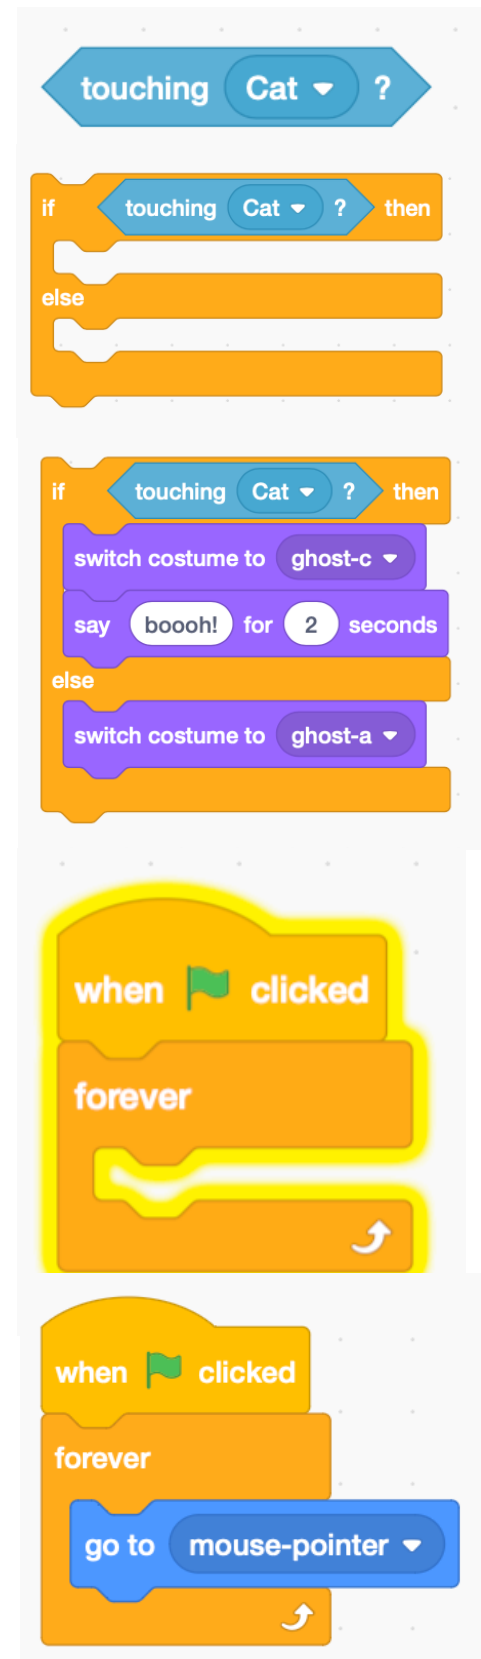 touching Cat ?
if touching Cat ? then
else
if touching Cat ? then
switch costume to ghost-c
say boooh! for 2 seconds
else
switch costume to ghost-a
when clicked
forever
when clicked
forever
go to mouse-pointer